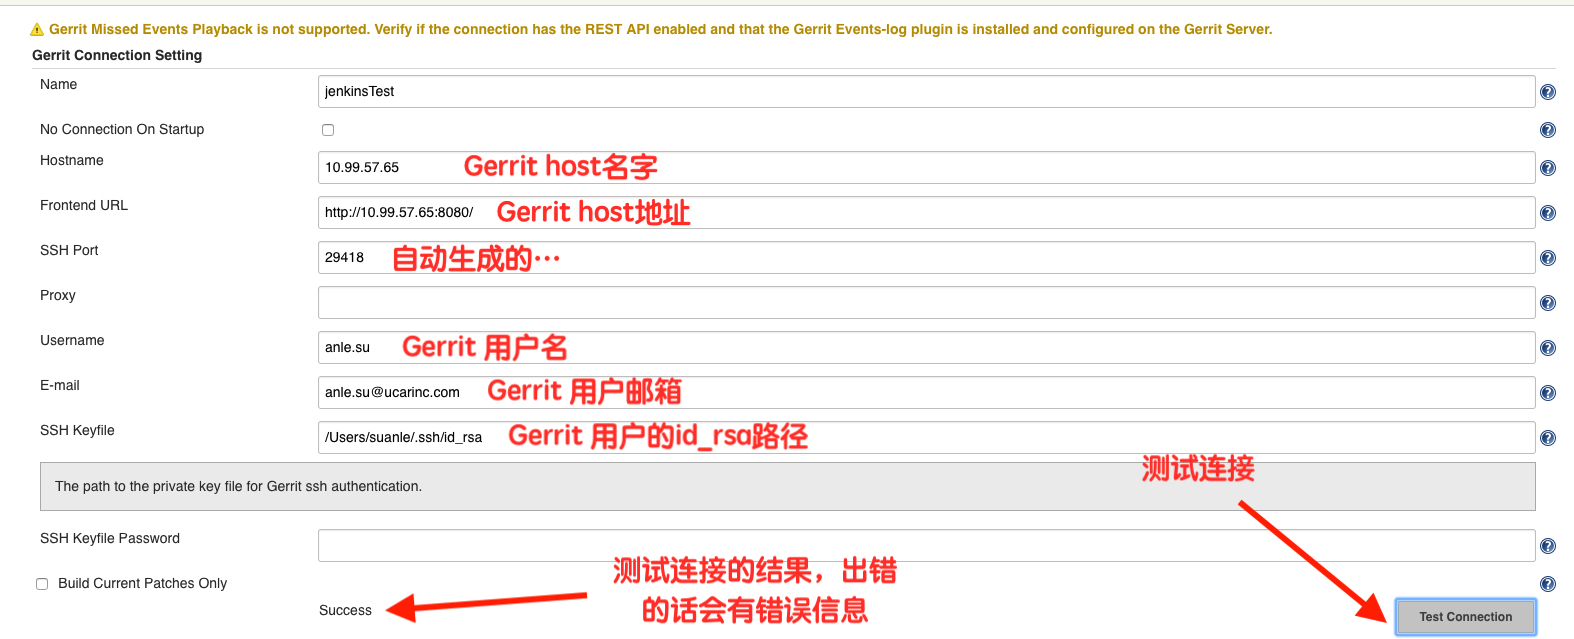 Gerrit Missed Events Playback is not supported. Verify if the connection has the REST API enabled and that the Gerrit Events-log plugin is installed and configured on the Gerrit Server.
Gerrit Connection Setting
Name
jenkinsTest
No Connection On Startup
Hostname
10.99.57.65
Gerrit host名字
Frontend URL
http://10.99.57.65:8080/
Gerrit host地址
SSH Port
29418
自动生成的…
Proxy
Username
anle.su
Gerrit 用户名
E-mail
anle.su@ucarinc.com
Gerrit 用户邮箱
SSH Keyfile
/Users/suanle/.ssh/id_rsa
Gerrit 用户的id_rsa路径
测试连接
The path to the private key file for Gerrit ssh authentication.
SSH Keyfile Password
测试连接的结果，出错
的话会有错误信息
Build Current Patches Only
Success
Test Connection